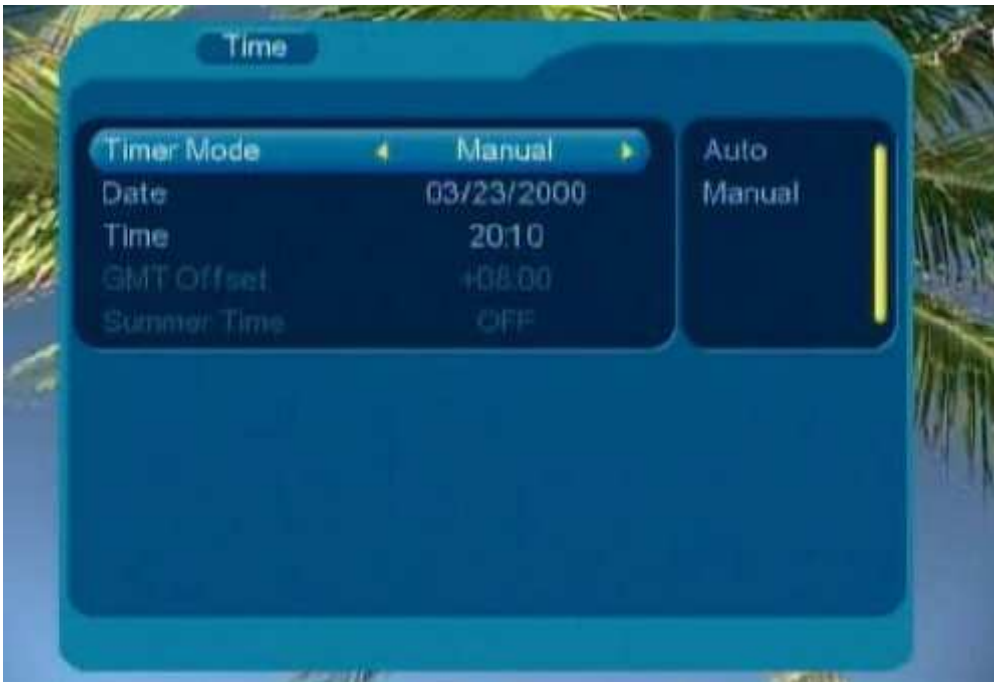 Time
Timer Mode Manual
Date 03/23/2000
Time 20:10
GMT Offset +08:00
Summer Time OFF
Auto
Manual